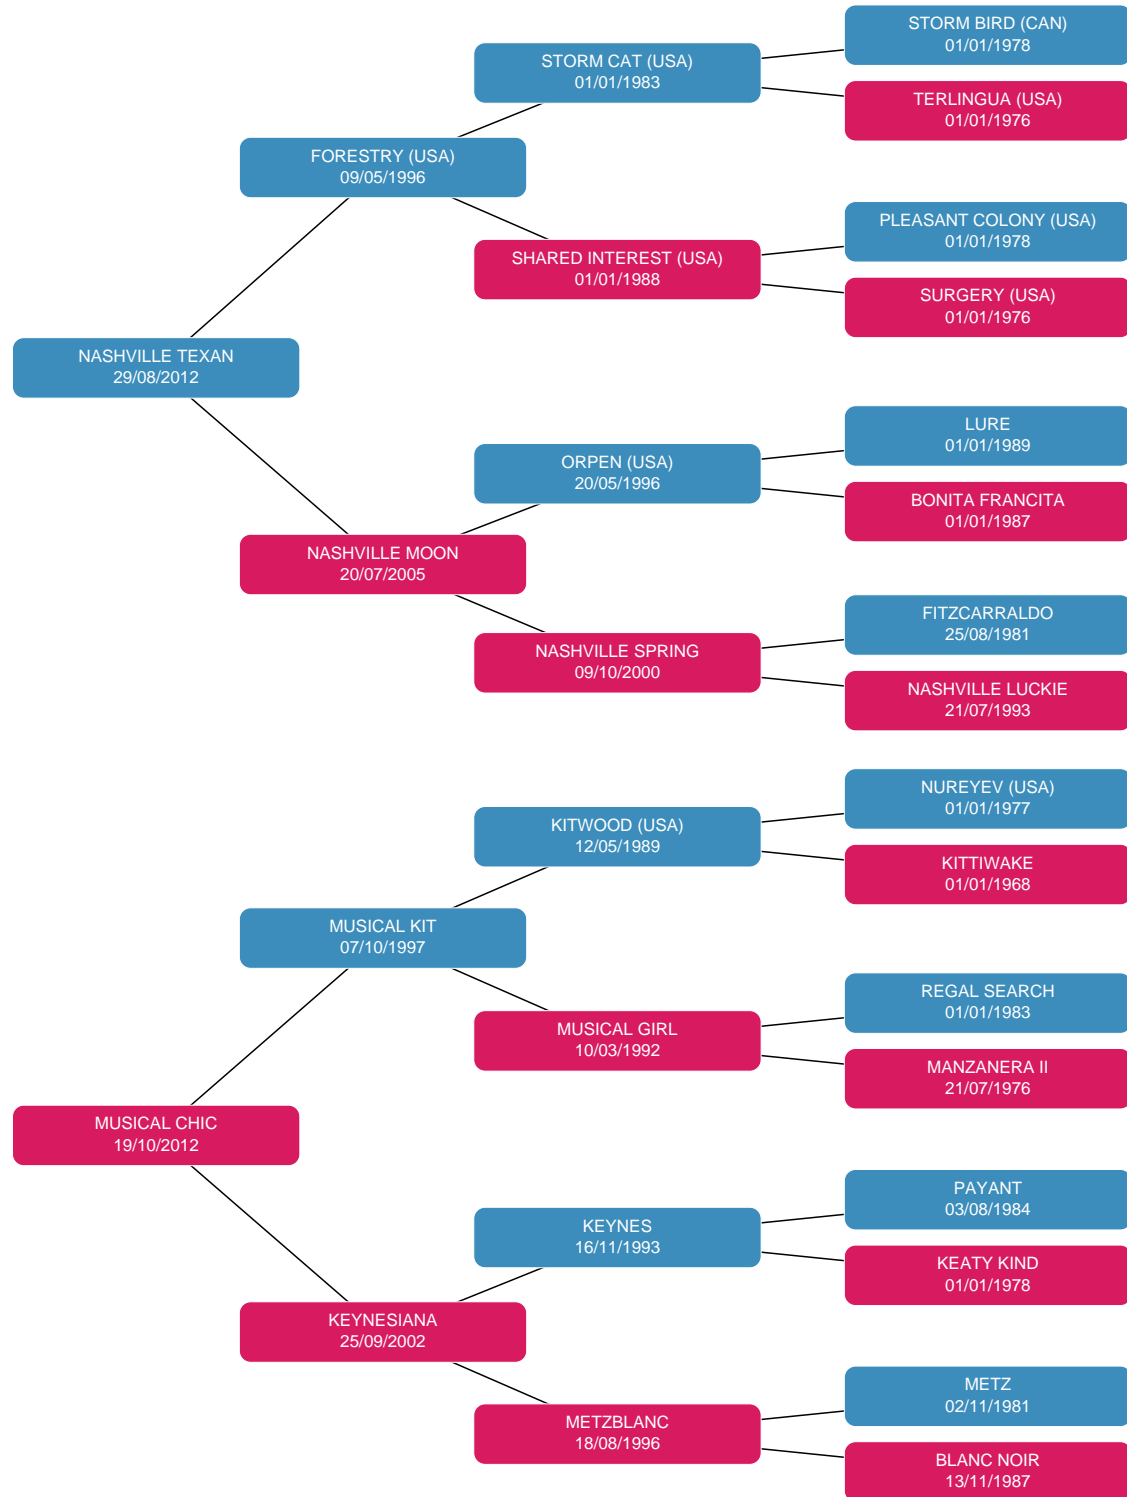 STORM BIRD (CAN)
01/01/1978
STORM CAT (USA)
01/01/1983
TERLINGUA (USA)
01/01/1976
FORESTRY (USA)
09/05/1996
PLEASANT COLONY (USA)
01/01/1978
SHARED INTEREST (USA)
01/01/1988
SURGERY (USA)
01/01/1976
NASHVILLE TEXAN
29/08/2012
LURE
01/01/1989
ORPEN (USA)
20/05/1996
BONITA FRANCITA
01/01/1987
NASHVILLE MOON
20/07/2005
FITZCARRALDO
25/08/1981
NASHVILLE SPRING
09/10/2000
NASHVILLE LUCKIE
21/07/1993
NUREYEV (USA)
01/01/1977
KITWOOD (USA)
12/05/1989
KITTIWAKE
01/01/1968
MUSICAL KIT
07/10/1997
REGAL SEARCH
01/01/1983
MUSICAL GIRL
10/03/1992
MANZANERA II
21/07/1976
MUSICAL CHIC
19/10/2012
PAYANT
03/08/1984
KEYNES
16/11/1993
KEATY KIND
01/01/1978
KEYNESIANA
25/09/2002
METZ
02/11/1981
METZBLANC
18/08/1996
BLANC NOIR
13/11/1987